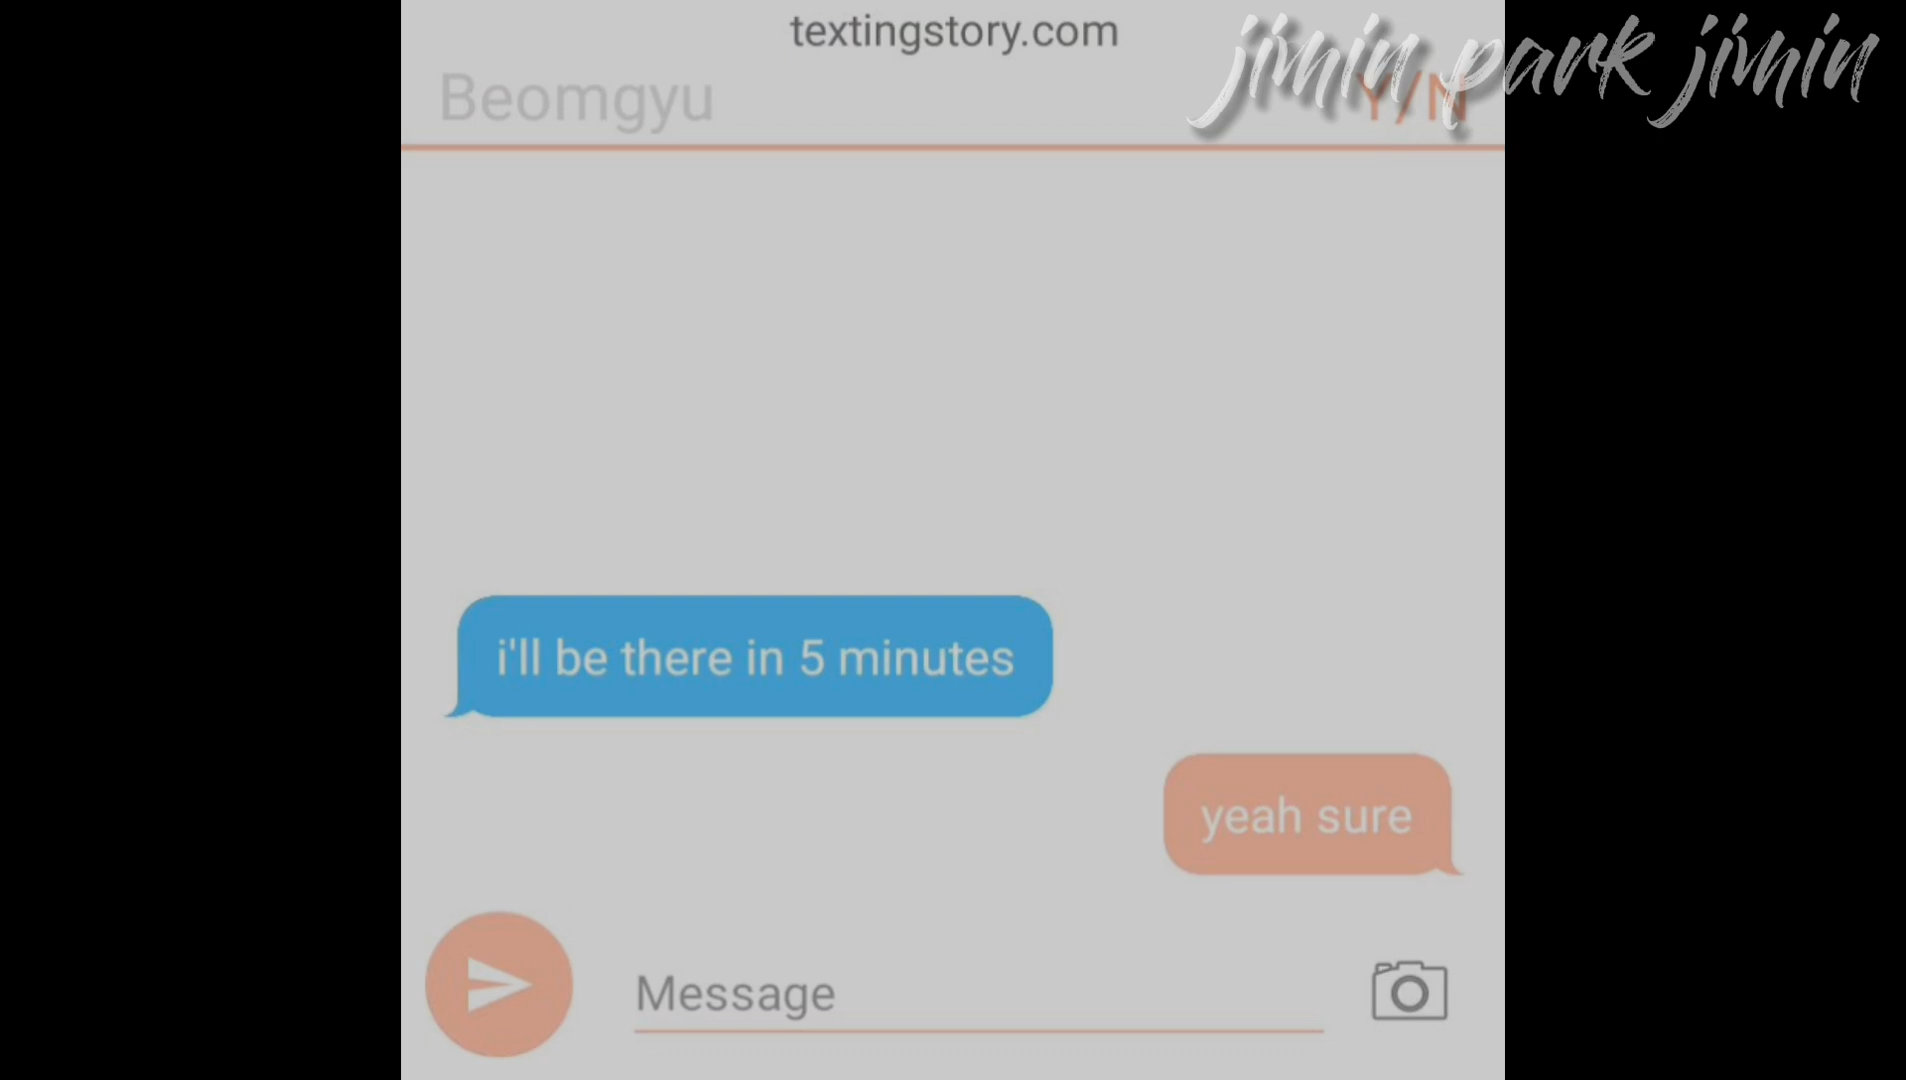 textingstory.com
jimin park jimin
Beomgyu
Y/N
i'll be there in 5 minutes
yeah sure
Message